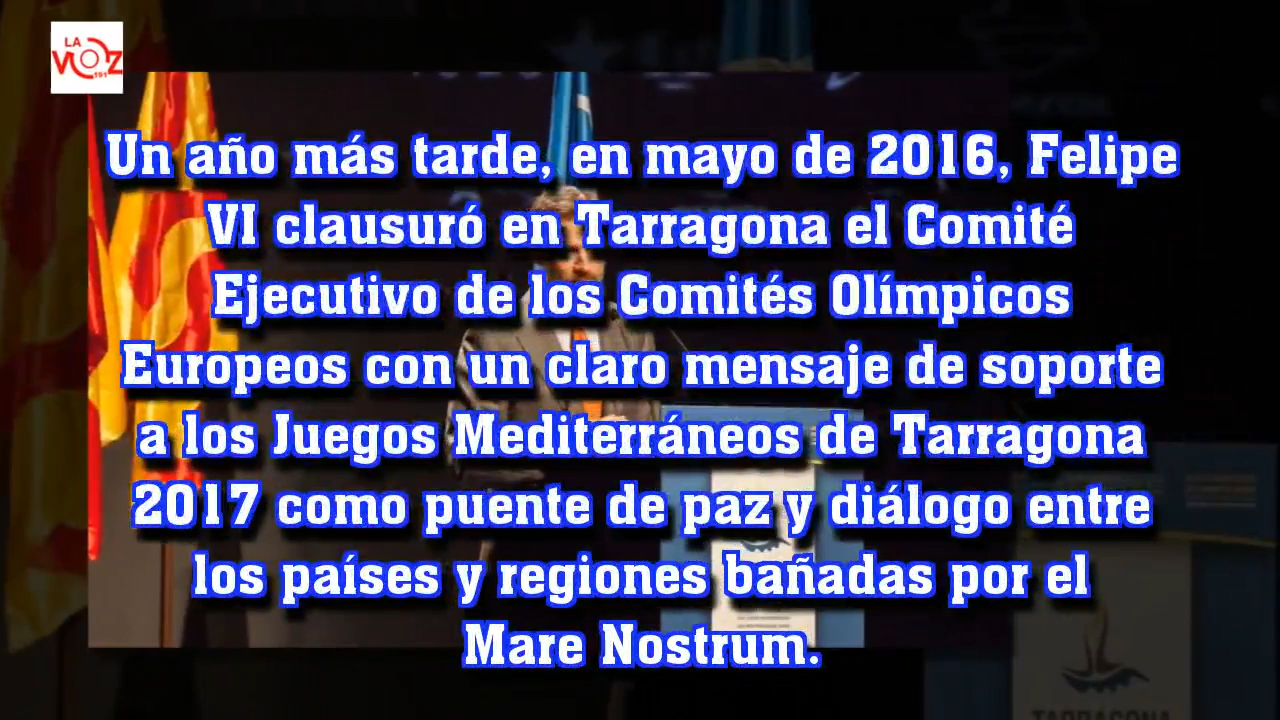 LA
VOZ
191
Un año más tarde, en mayo de 2016, Felipe
VI clausuró en Tarragona el Comité
Ejecutivo de los Comités Olímpicos
Europeos con un claro mensaje de soporte
a los Juegos Mediterráneos de Tarragona
2017 como puente de paz y diálogo entre
los países y regiones bañadas por el
Mare Nostrum.
TARRAGONA